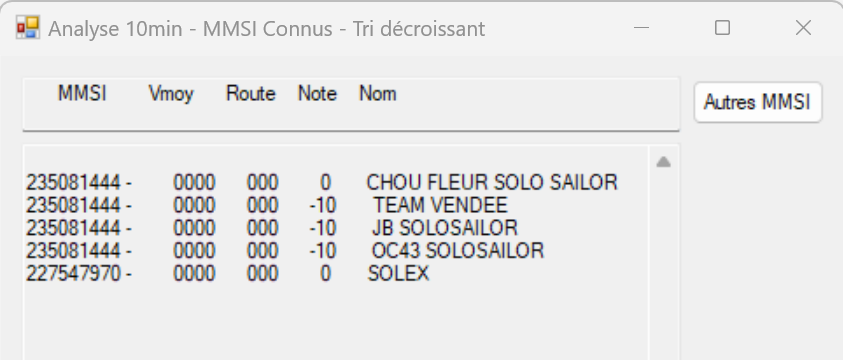 Analyse 10min - MMSI Connus - Tri décroissant
MMSI Vmoy Route Note Nom
Autres MMSI
235081444 - 0000 000 0 CHOU FLEUR SOLO SAILOR
235081444 - 0000 000 -10 TEAM VENDEE
235081444 - 0000 000 -10 JB SOLOSAILOR
235081444 - 0000 000 -10 OC43 SOLOSAILOR
227547970 - 0000 000 0 SOLEX